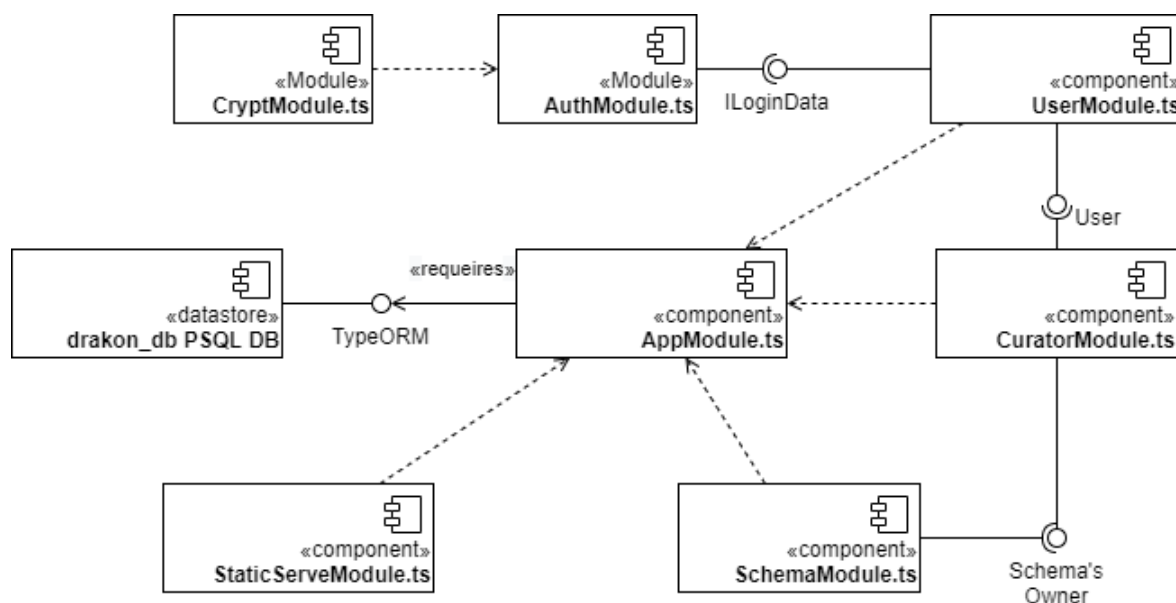 «Module»
CryptModule.ts
«Module»
AuthModule.ts
ILoginData
«component»
UserModule.ts
User
«datastore»
drakon_db PSQL DB
TypeORM
«requeires»
«component»
AppModule.ts
«component»
CuratorModule.ts
«component»
StaticServeModule.ts
«component»
SchemaModule.ts
Schema's
Owner